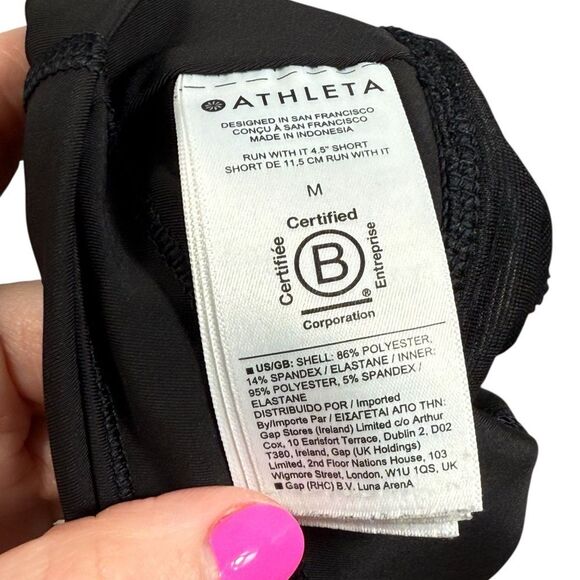 ATHLETA
DESIGNED IN SAN FRANCISCO
CONÇU À SAN FRANCISCO
MADE IN INDONESIA
RUN WITH IT 4.5" SHORT
SHORT DE 11,5 CM RUN WITH IT
M
Certified
Certifiée
B
Entreprise
®
Corporation
■ US/GB: SHELL: 86% POLYESTER,
14% SPANDEX / ELASTANE / INNER:
95% POLYESTER, 5% SPANDEX /
ELASTANE
DISTRIBUIDO POR / Imported
By/Importe Par / ΕΙΣΑΓΕΤΑΙ ΑΠΟ ΤΗΝ:
Gap Stores (Ireland) Limited c/o Arthur
Cox, 10 Earlsfort Terrace, Dublin 2, D02
T380, Ireland, Gap (UK Holdings)
Limited, 2nd Floor Nations House, 103
Wigmore Street, London, W1U 1QS, UK
■ Gap (RHC) B.V. Luna ArenA